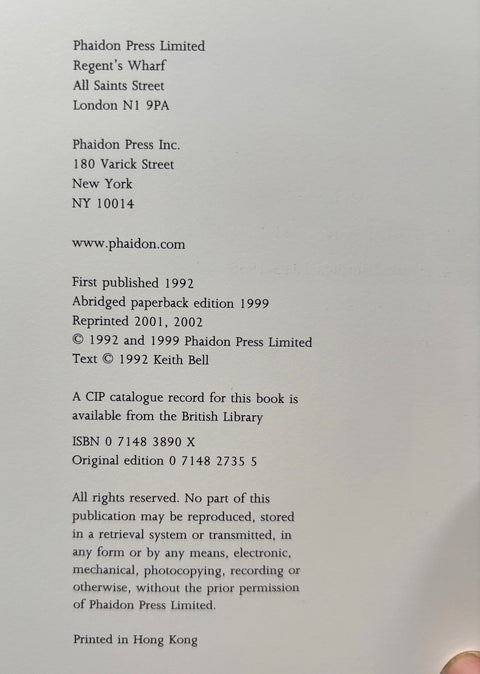 Phaidon Press Limited
Regent's Wharf
All Saints Street
London N1 9PA
Phaidon Press Inc.
180 Varick Street
New York
NY 10014
www.phaidon.com
First published 1992
Abridged paperback edition 1999
Reprinted 2001, 2002
© 1992 and 1999 Phaidon Press Limited
Text © 1992 Keith Bell
A CIP catalogue record for this book is
available from the British Library
ISBN 0 7148 3890 X
Original edition 0 7148 2735 5
All rights reserved. No part of this
publication may be reproduced, stored
in a retrieval system or transmitted, in
any form or by any means, electronic,
mechanical, photocopying, recording or
otherwise, without the prior permission
of Phaidon Press Limited.
Printed in Hong Kong